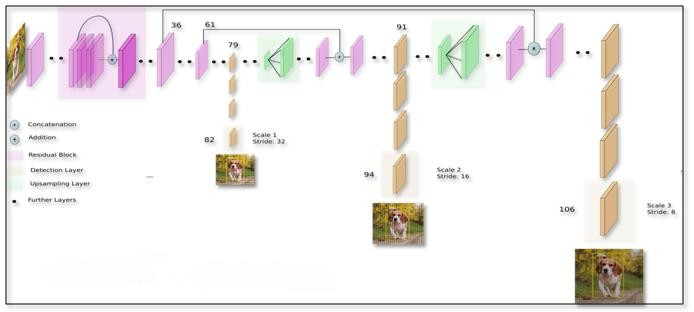 36
61
91
79
Concatenation
Addition
Residual Block
Detection Layer
Upsampling Layer
Further Layers
82
Scale 1
Stride: 32
94
Scale 2
Stride: 16
106
Scale 3
Stride: 8
...